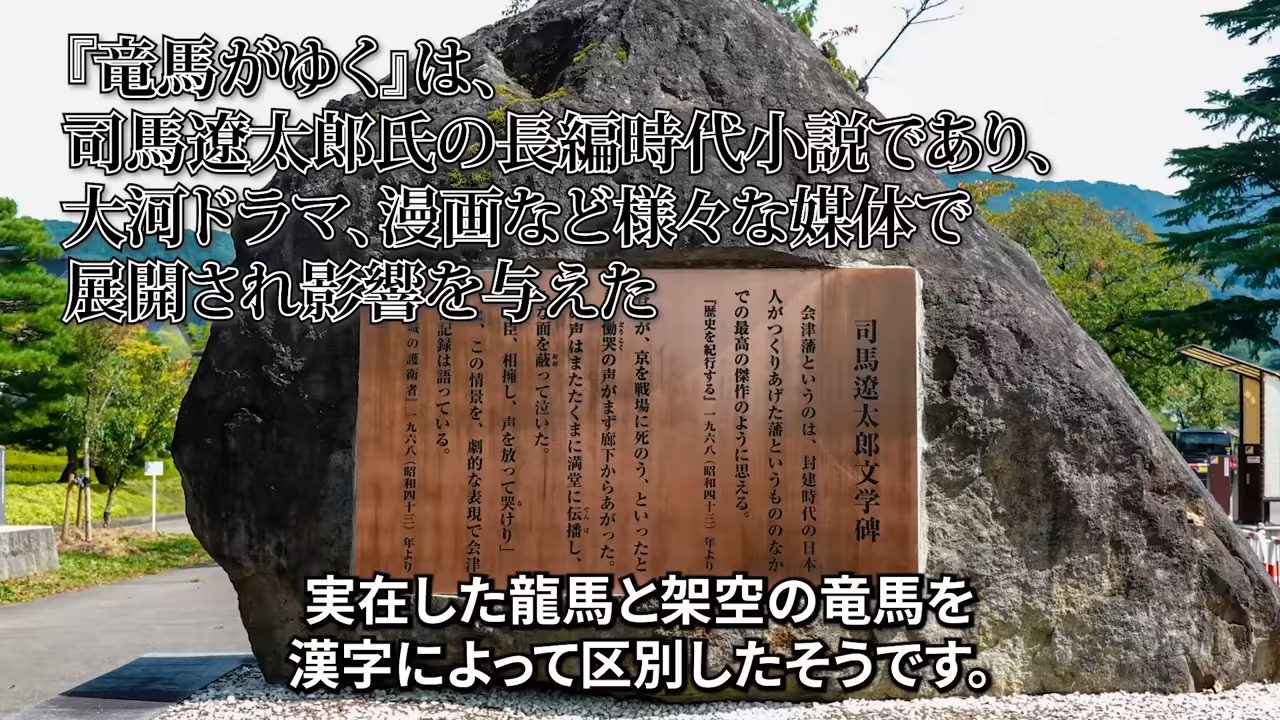 『竜馬がゆく』は、
司馬遼太郎氏の長編時代小説であり、
大河ドラマ、漫画など様々な媒体で
展開され影響を与えた
司馬遼太郎文学碑
会津藩というのは、封建時代の日本
人がつくりあげた藩というもののなか
での最高の傑作のように思える。
『歴史を紀行する』一九六八(昭和四十三)年より
が、京を戦場に死のう、といったと
慟哭の声がまず廊下からあがった。
声はまたたくまに満堂に伝播し、
面を蔽って泣いた。
臣、相擁し、声を放って哭けり」
、この情景を、劇的な表現で会津
記録は語っている。
城の護衛者』一九六八(昭和四十三)年より
実在した龍馬と架空の竜馬を
漢字によって区別したそうです。